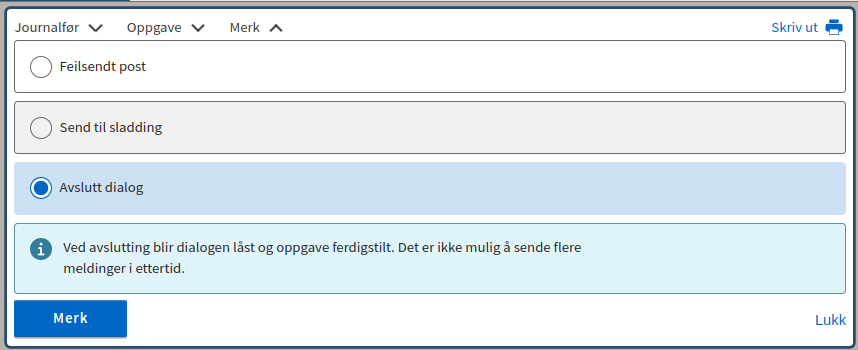 Journalfør Oppgave Merk Skriv ut
Feilsendt post
Send til sladding
Avslutt dialog
Ved avslutting blir dialogen låst og oppgave ferdigstilt. Det er ikke mulig å sende flere
meldinger i ettertid.
Merk Lukk